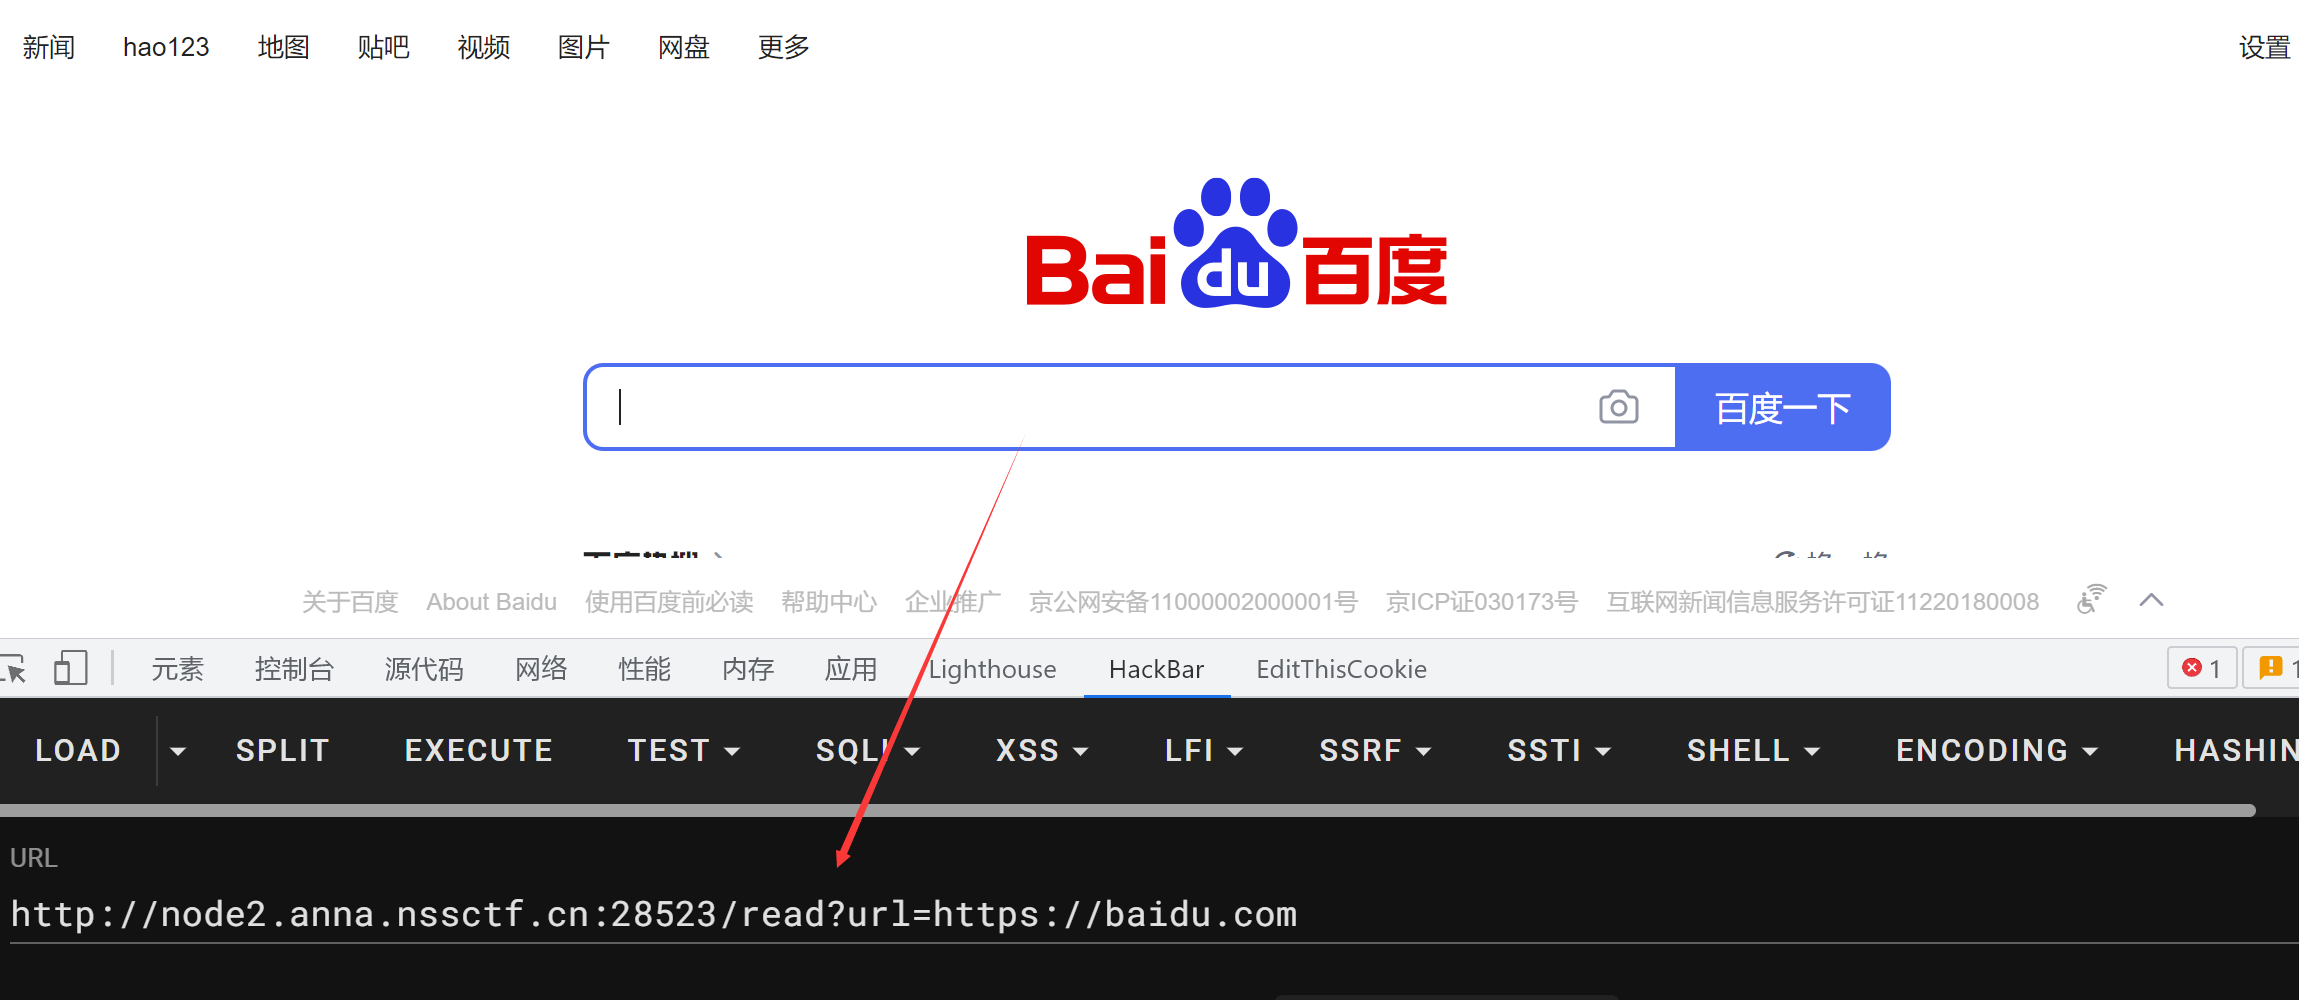 新闻 hao123 地图 贴吧 视频 图片 网盘 更多 设置
Bai du 百度
百度一下
关于百度 About Baidu 使用百度前必读 帮助中心 企业推广 京公网安备11000002000001号 京ICP证030173号 互联网新闻信息服务许可证11220180008
元素 控制台 源代码 网络 性能 内存 应用 Lighthouse HackBar EditThisCookie 1 1
LOAD SPLIT EXECUTE TEST SQLI XSS LFI SSRF SSTI SHELL ENCODING HASHIN
URL
http://node2.anna.nssctf.cn:28523/read?url=https://baidu.com